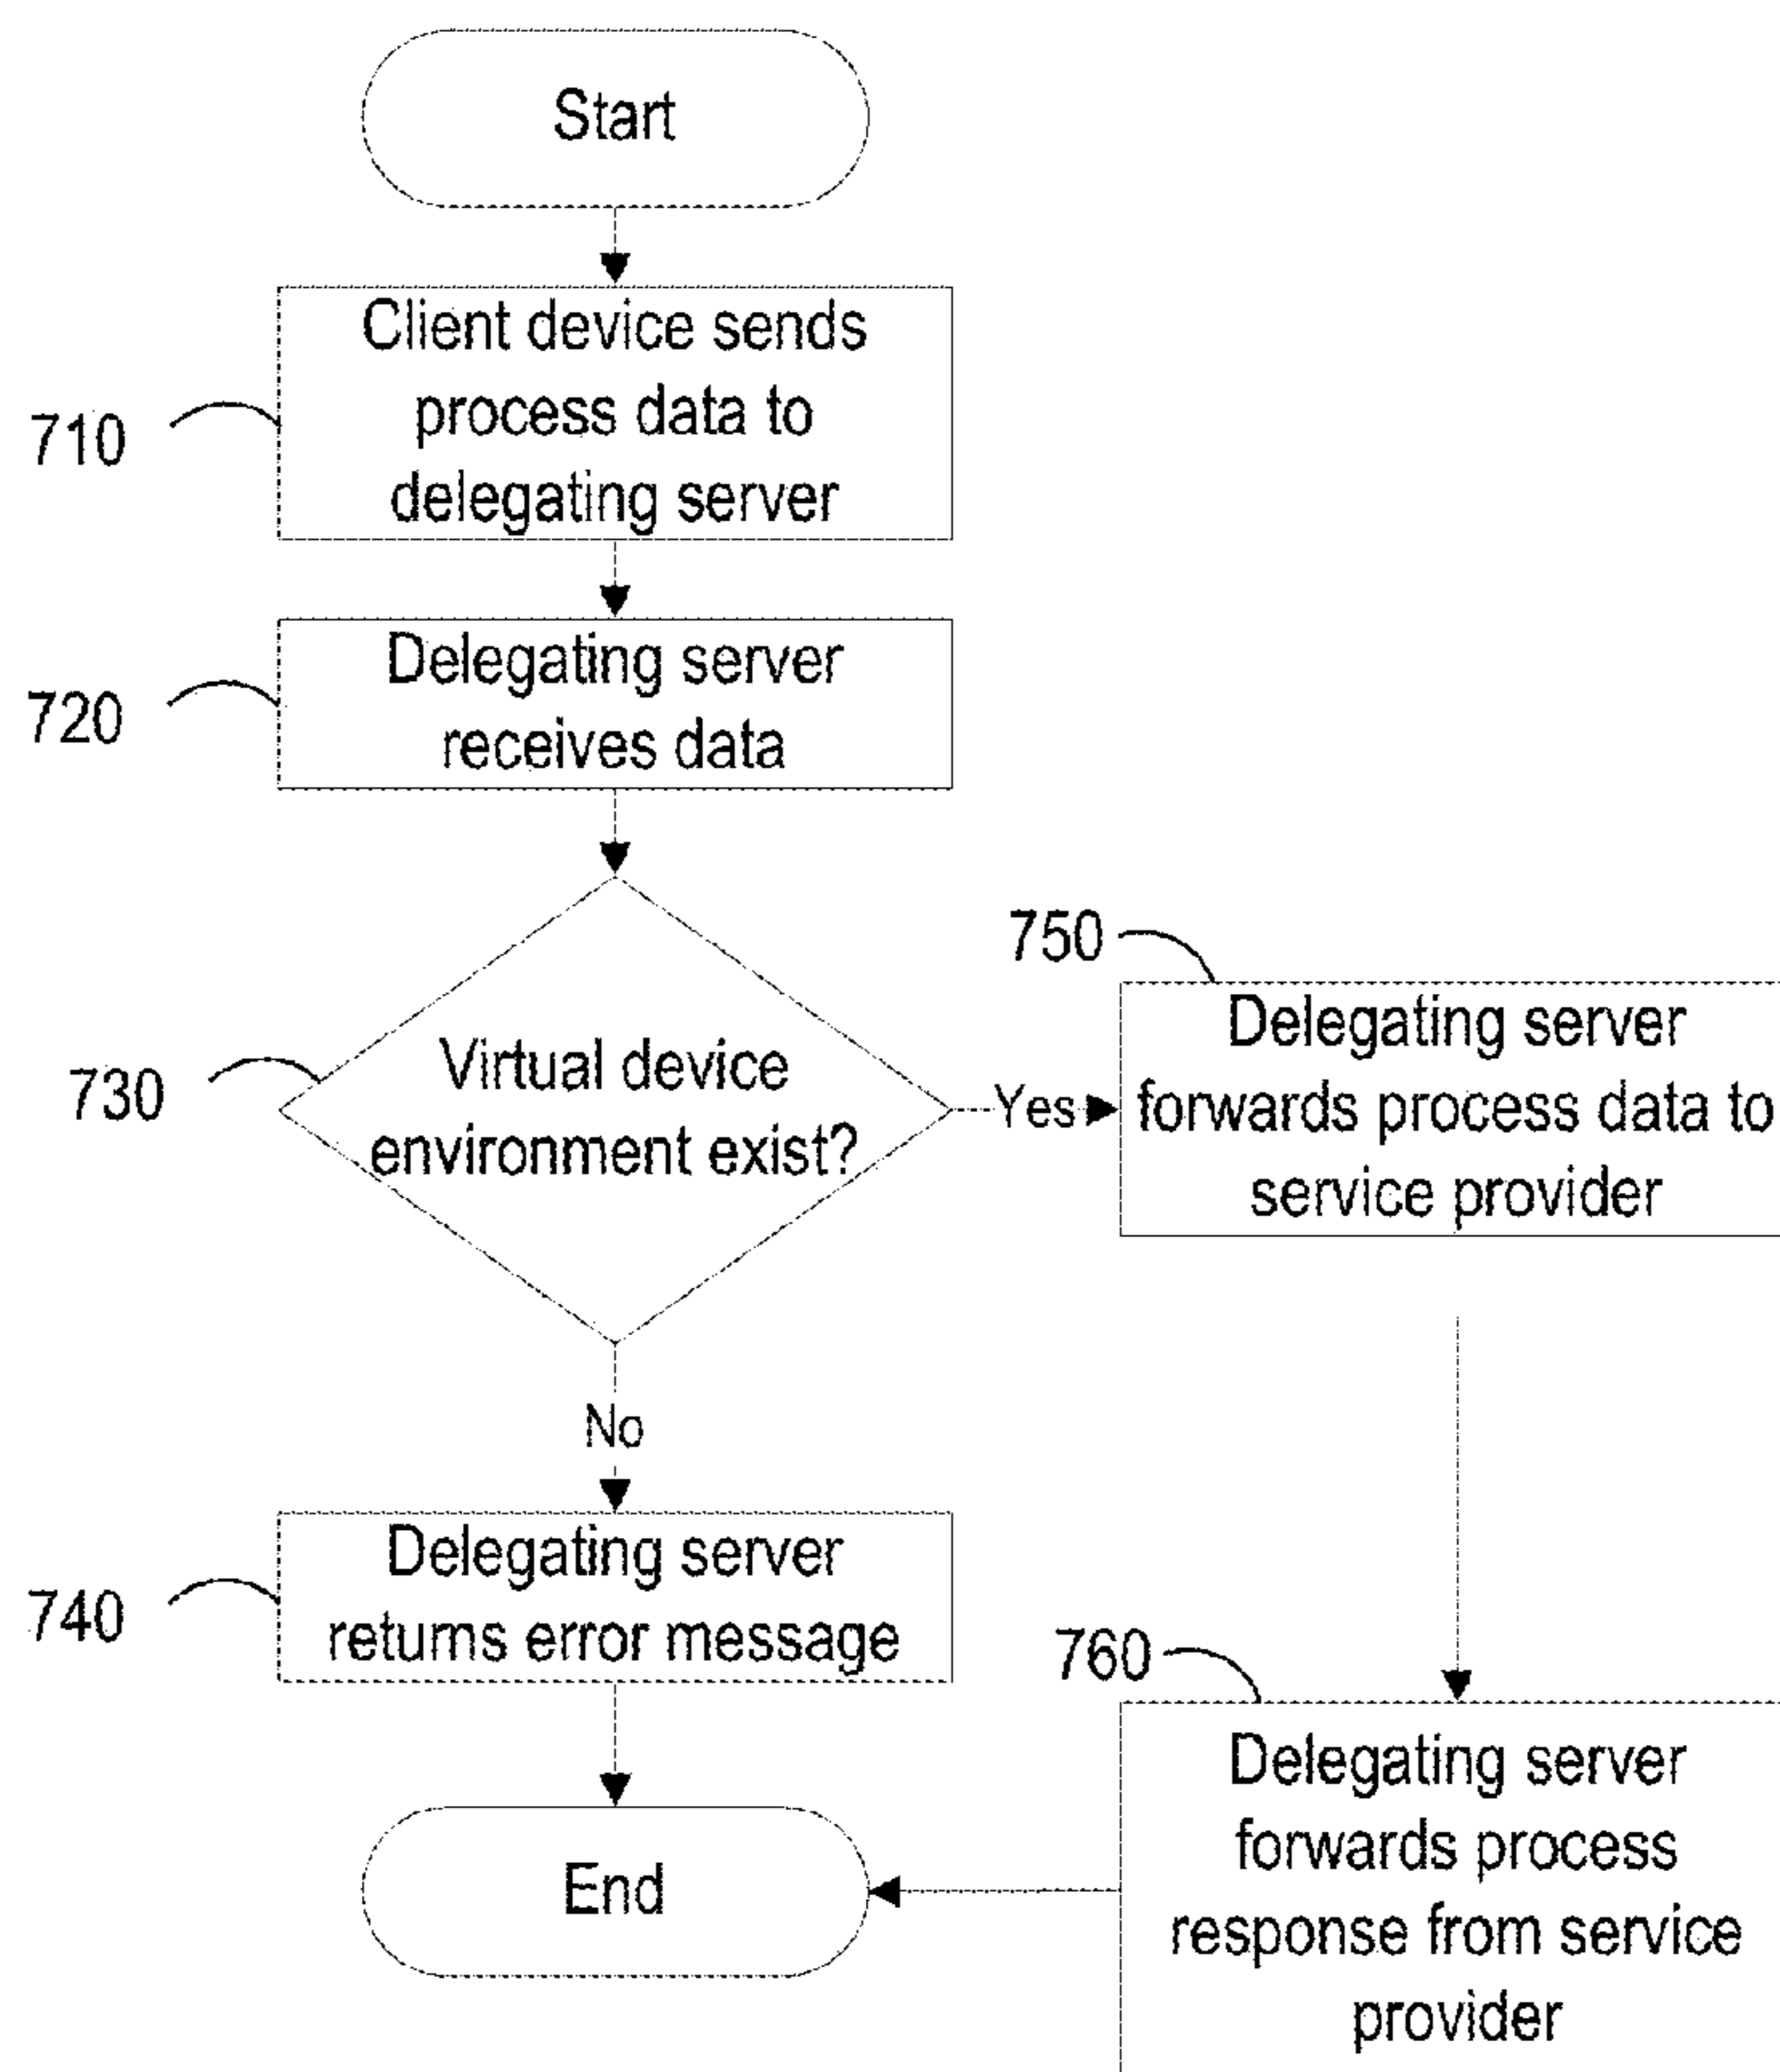 Start
710
Client device sends
process data to
delegating server
720
Delegating server
receives data
730
Virtual device
environment exist?
Yes
750
Delegating server
forwards process data to
service provider
No
740
Delegating server
returns error message
760
Delegating server
forwards process
response from service
provider
End